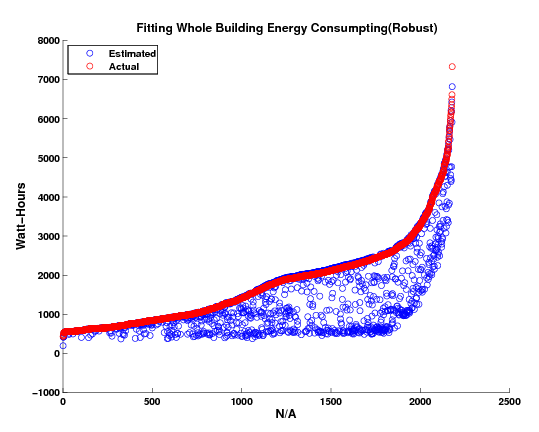 Fitting Whole Building Energy Consumpting(Robust)
8000
7000
6000
5000
4000
3000
2000
1000
0
−1000
Watt−Hours
Estimated
Actual
0 500 1000 1500 2000 2500
N/A